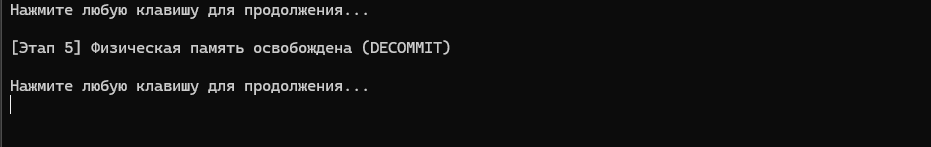 Нажмите любую клавишу для продолжения...
[Этап 5] Физическая память освобождена (DECOMMIT)
Нажмите любую клавишу для продолжения...